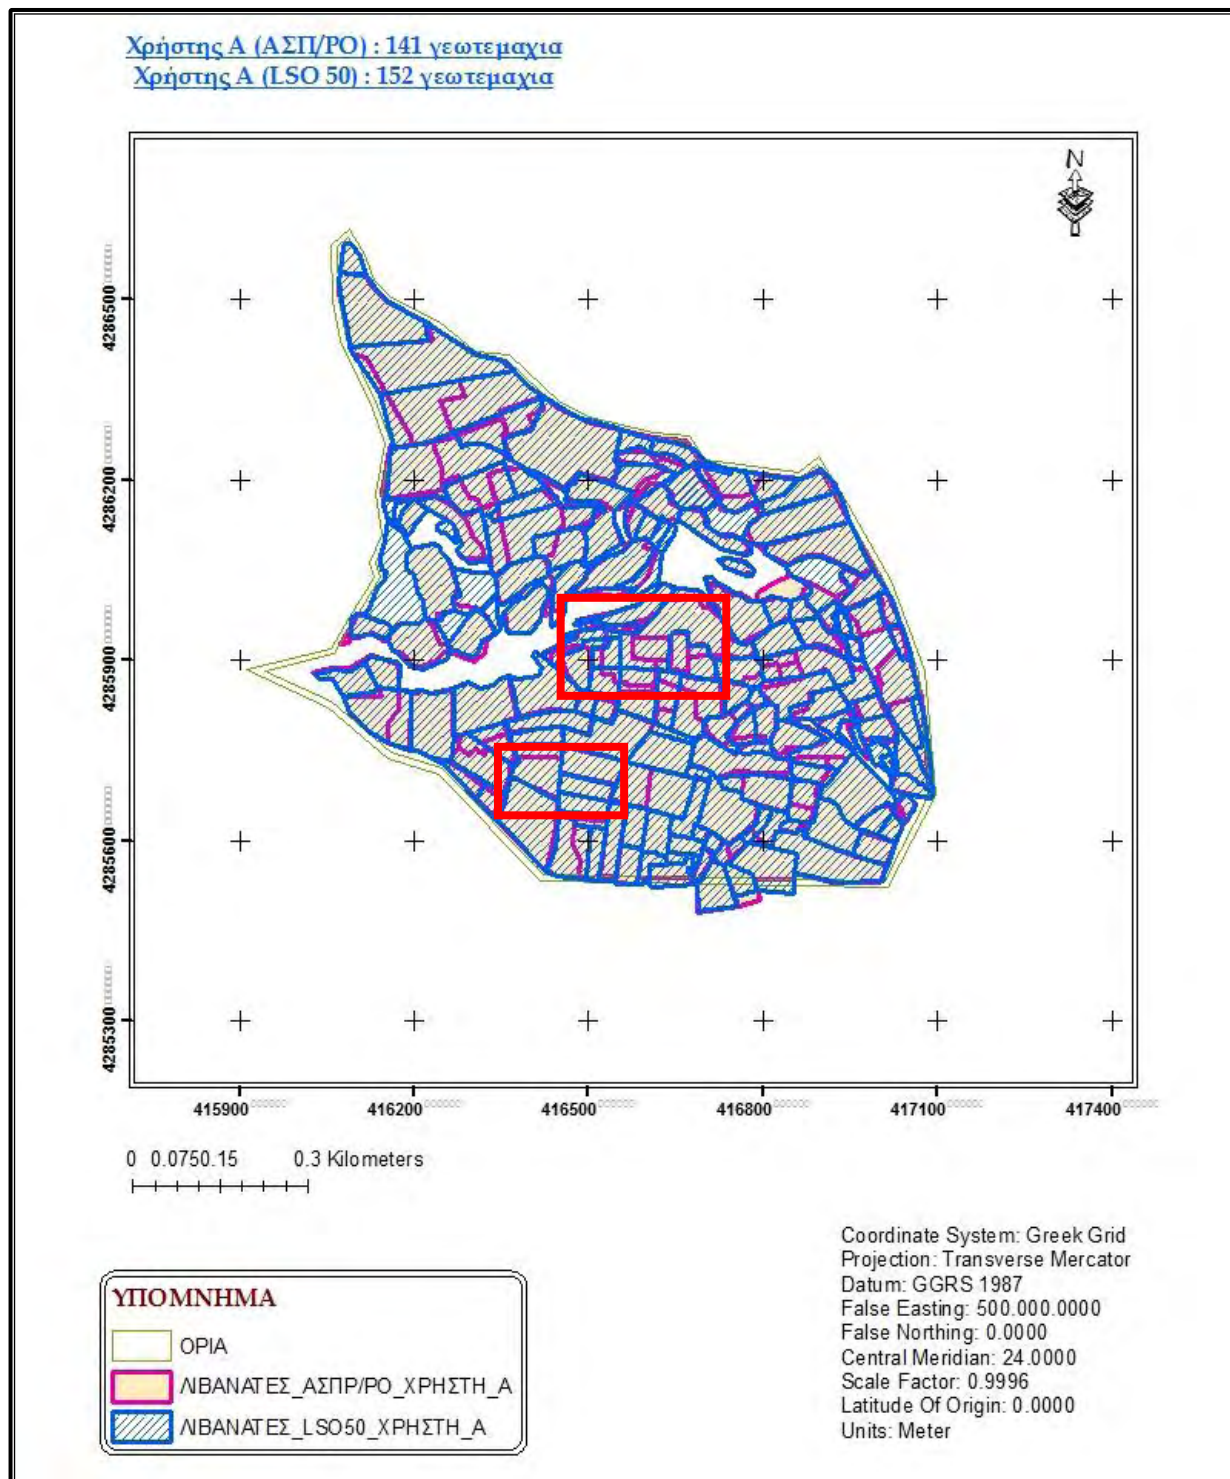 Χρήστης Α (ΑΣΠ/ΡΟ) : 141 γεωτεμαχια
Χρήστης Α (LSO 50) : 152 γεωτεμαχια
N
4286500
4286200
4285900
4285600
4285300
415900 416200 416500 416800 417100 417400
0 0.0750.15 0.3 Kilometers
Coordinate System: Greek Grid
Projection: Transverse Mercator
Datum: GGRS 1987
False Easting: 500.000.0000
False Northing: 0.0000
Central Meridian: 24.0000
Scale Factor: 0.9996
Latitude Of Origin: 0.0000
Units: Meter
ΥΠΟΜΝΗΜΑ
ΟΡΙΑ
ΛΙΒΑΝΑΤΕΣ_ΑΣΠΡ/ΡΟ_ΧΡΗΣΤΗ_Α
ΛΙΒΑΝΑΤΕΣ_LSO50_ΧΡΗΣΤΗ_Α